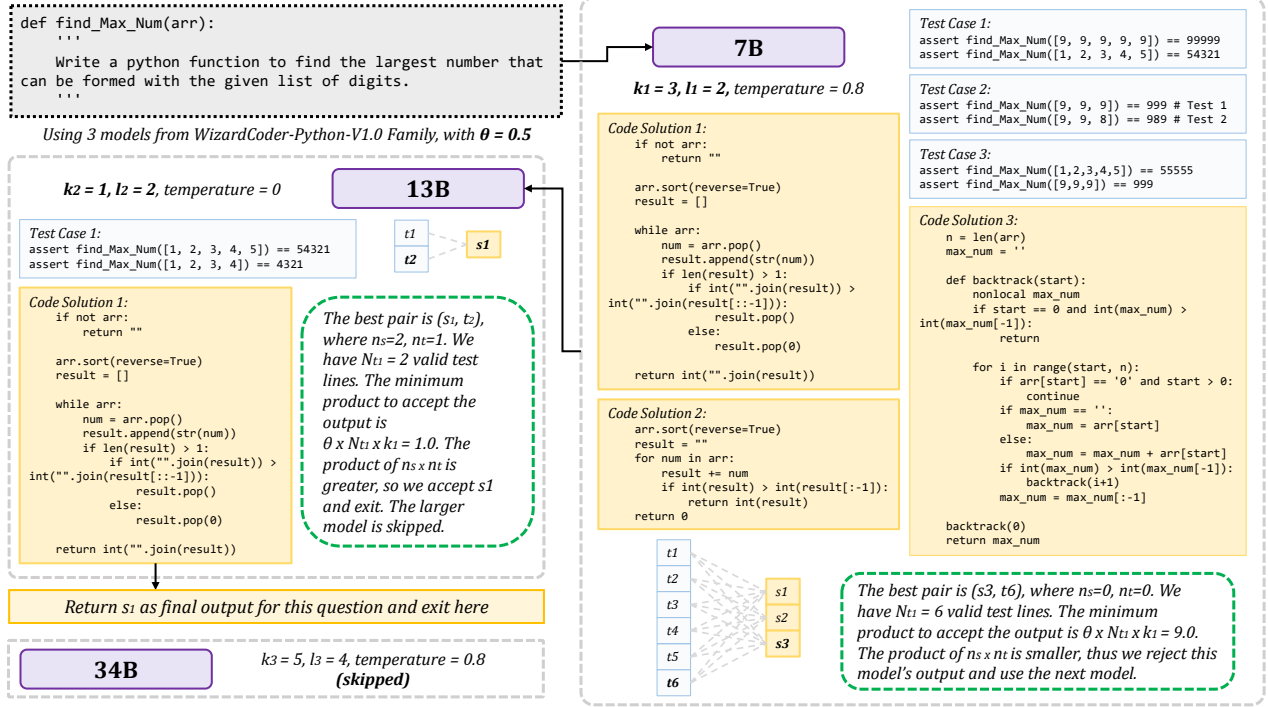 def find_Max_Num(arr):
'''
Write a python function to find the largest number that
can be formed with the given list of digits.
'''
Using 3 models from WizardCoder-Python-V1.0 Family, with θ = 0.5
7B
k1 = 3, l1 = 2, temperature = 0.8
Code Solution 1:
if not arr:
return ""
arr.sort(reverse=True)
result = []
while arr:
num = arr.pop()
result.append(str(num))
if len(result) > 1:
if int("".join(result)) >
int("".join(result[::-1])):
result.pop()
else:
result.pop(0)
return int("".join(result))
Code Solution 2:
arr.sort(reverse=True)
result = ""
for num in arr:
result += num
if int(result) > int(result[:-1]):
return int(result)
return 0
Test Case 1:
assert find_Max_Num([9, 9, 9, 9, 9]) == 99999
assert find_Max_Num([1, 2, 3, 4, 5]) == 54321
Test Case 2:
assert find_Max_Num([9, 9, 9]) == 999 # Test 1
assert find_Max_Num([9, 9, 8]) == 989 # Test 2
Test Case 3:
assert find_Max_Num([1,2,3,4,5]) == 55555
assert find_Max_Num([9,9,9]) == 999
Code Solution 3:
n = len(arr)
max_num = ''
def backtrack(start):
nonlocal max_num
if start == 0 and int(max_num) >
int(max_num[-1]):
return
for i in range(start, n):
if arr[start] == '0' and start > 0:
continue
if max_num == '':
max_num = arr[start]
else:
max_num = max_num + arr[start]
if int(max_num) > int(max_num[-1]):
backtrack(i+1)
max_num = max_num[:-1]
backtrack(0)
return max_num
t1
t2
t3
t4
t5
t6
s1
s2
s3
The best pair is (s3, t6), where ns=0, nt=0. We
have Nt1 = 6 valid test lines. The minimum
product to accept the output is θ x Nt1 x k1 = 9.0.
The product of ns x nt is smaller, thus we reject this
model's output and use the next model.
k2 = 1, l2 = 2, temperature = 0
13B
Test Case 1:
assert find_Max_Num([1, 2, 3, 4, 5]) == 54321
assert find_Max_Num([1, 2, 3, 4]) == 4321
t1
t2
s1
Code Solution 1:
if not arr:
return ""
arr.sort(reverse=True)
result = []
while arr:
num = arr.pop()
result.append(str(num))
if len(result) > 1:
if int("".join(result)) >
int("".join(result[::-1])):
result.pop()
else:
result.pop(0)
return int("".join(result))
The best pair is (s1, t2),
where ns=2, nt=1. We
have Nt1 = 2 valid test
lines. The minimum
product to accept the
output is
θ x Nt1 x k1 = 1.0. The
product of ns x nt is
greater, so we accept s1
and exit. The larger
model is skipped.
Return s1 as final output for this question and exit here
34B
k3 = 5, l3 = 4, temperature = 0.8
(skipped)